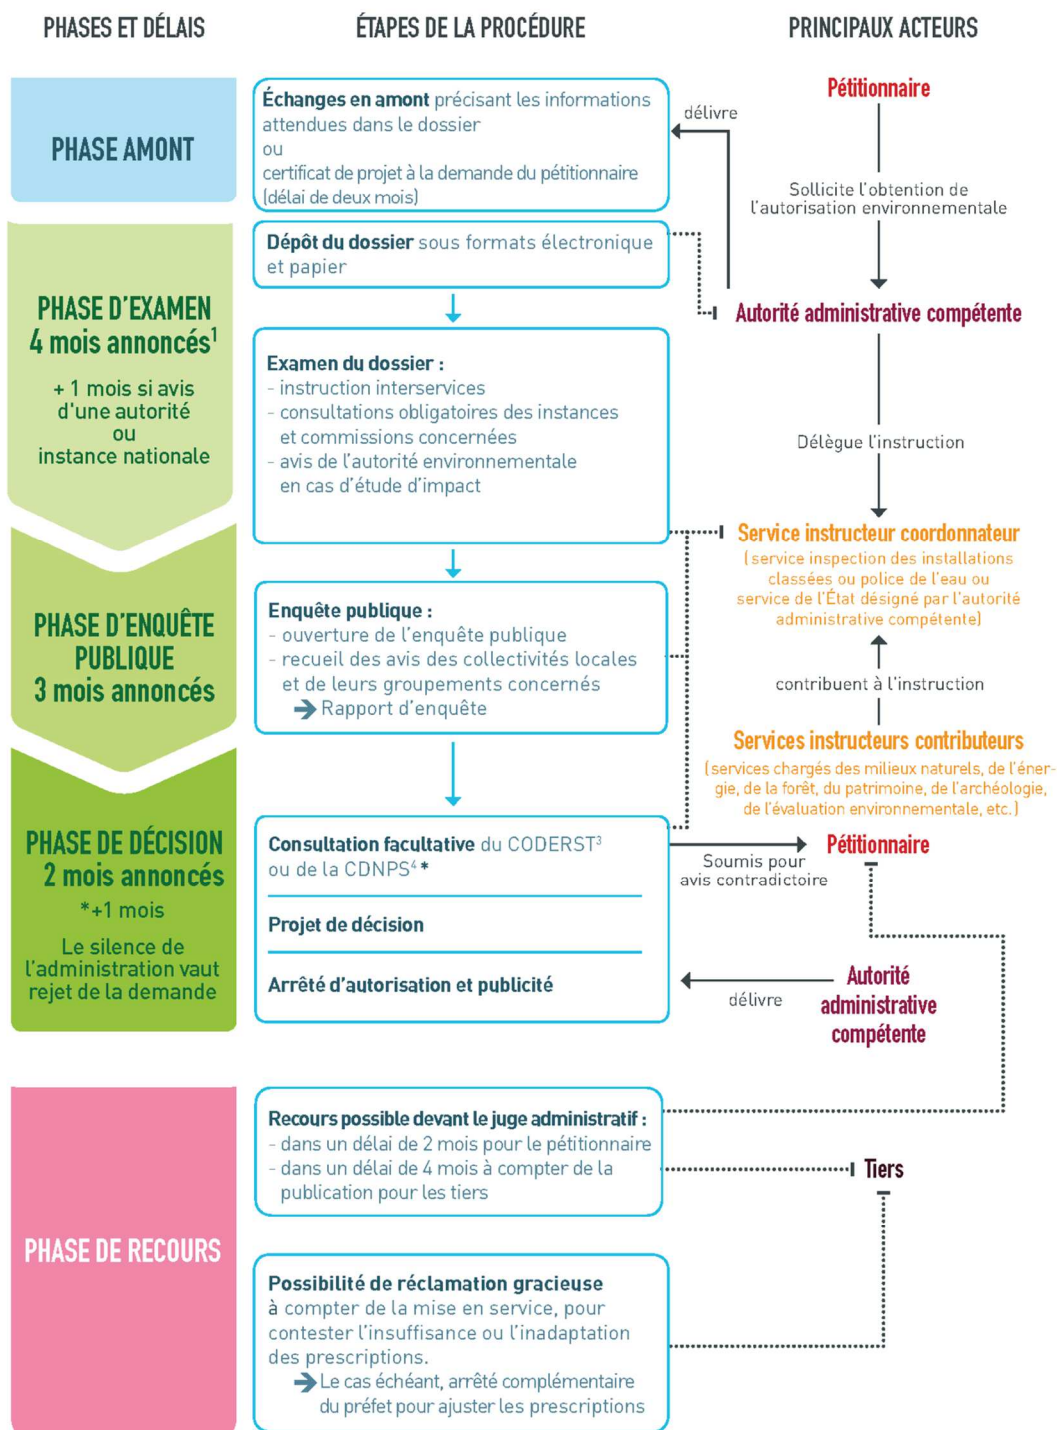 PHASES ET DÉLAIS
ÉTAPES DE LA PROCÉDURE
PRINCIPAUX ACTEURS
PHASE AMONT
Échanges en amont précisant les informations
attendues dans le dossier
ou
certificat de projet à la demande du pétitionnaire
(délai de deux mois)
délivre
Pétitionnaire
Sollicite l'obtention de
l'autorisation environnementale
PHASE D'EXAMEN
4 mois annoncés¹
+ 1 mois si avis
d'une autorité
ou
instance nationale
Dépôt du dossier sous formats électronique
et papier
Autorité administrative compétente
Examen du dossier :
- instruction interservices
- consultations obligatoires des instances
et commissions concernées
- avis de l'autorité environnementale
en cas d'étude d'impact
Délègue l'instruction
Service instructeur coordonnateur
(service inspection des installations
classées ou police de l'eau ou
service de l'État désigné par l'autorité
administrative compétente)
PHASE D'ENQUÊTE
PUBLIQUE
3 mois annoncés
Enquête publique :
- ouverture de l'enquête publique
- recueil des avis des collectivités locales
et de leurs groupements concernés
➔ Rapport d'enquête
contribuent à l'instruction
Services instructeurs contributeurs
(services chargés des milieux naturels, de l'éner-
gie, de la forêt, du patrimoine, de l'archéologie,
de l'évaluation environnementale, etc.)
PHASE DE DÉCISION
2 mois annoncés
*+1 mois
Le silence de
l'administration vaut
rejet de la demande
Consultation facultative du CODERST³
ou de la CDNPS⁴ *
Projet de décision
Arrêté d'autorisation et publicité
Soumis pour
avis contradictoire
Pétitionnaire
délivre
Autorité
administrative
compétente
PHASE DE RECOURS
Recours possible devant le juge administratif :
- dans un délai de 2 mois pour le pétitionnaire
- dans un délai de 4 mois à compter de la
publication pour les tiers
Tiers
Possibilité de réclamation gracieuse
à compter de la mise en service, pour
contester l'insuffisance ou l'inadaptation
des prescriptions.
➔ Le cas échéant, arrêté complémentaire
du préfet pour ajuster les prescriptions